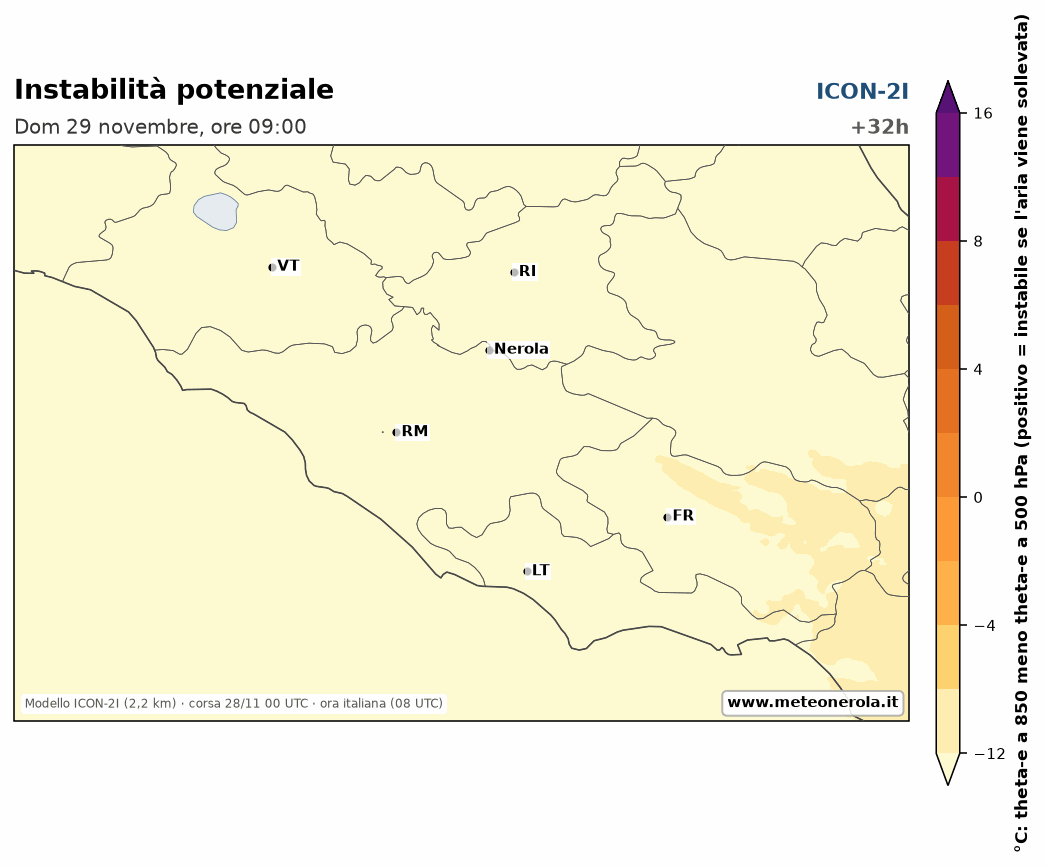 Instabilità potenziale
ICON-2I
Dom 29 novembre, ore 09:00
+32h
VT
RI
Nerola
RM
FR
LT
Modello ICON-2I (2,2 km) · corsa 28/11 00 UTC · ora italiana (08 UTC)
www.meteonerola.it
16
8
4
0
−4
−12
°C: theta-e a 850 meno theta-e a 500 hPa (positivo = instabile se l'aria viene sollevata)